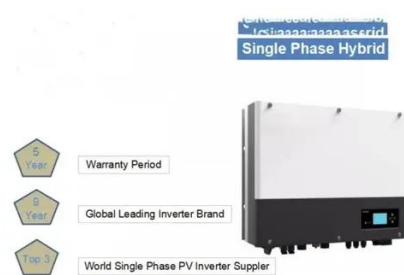 Single Phase Hybrid
5
Year
Warranty Period
9
Year
Global Leading Inverter Brand
Top 3
World Single Phase PV Inverter Suppler